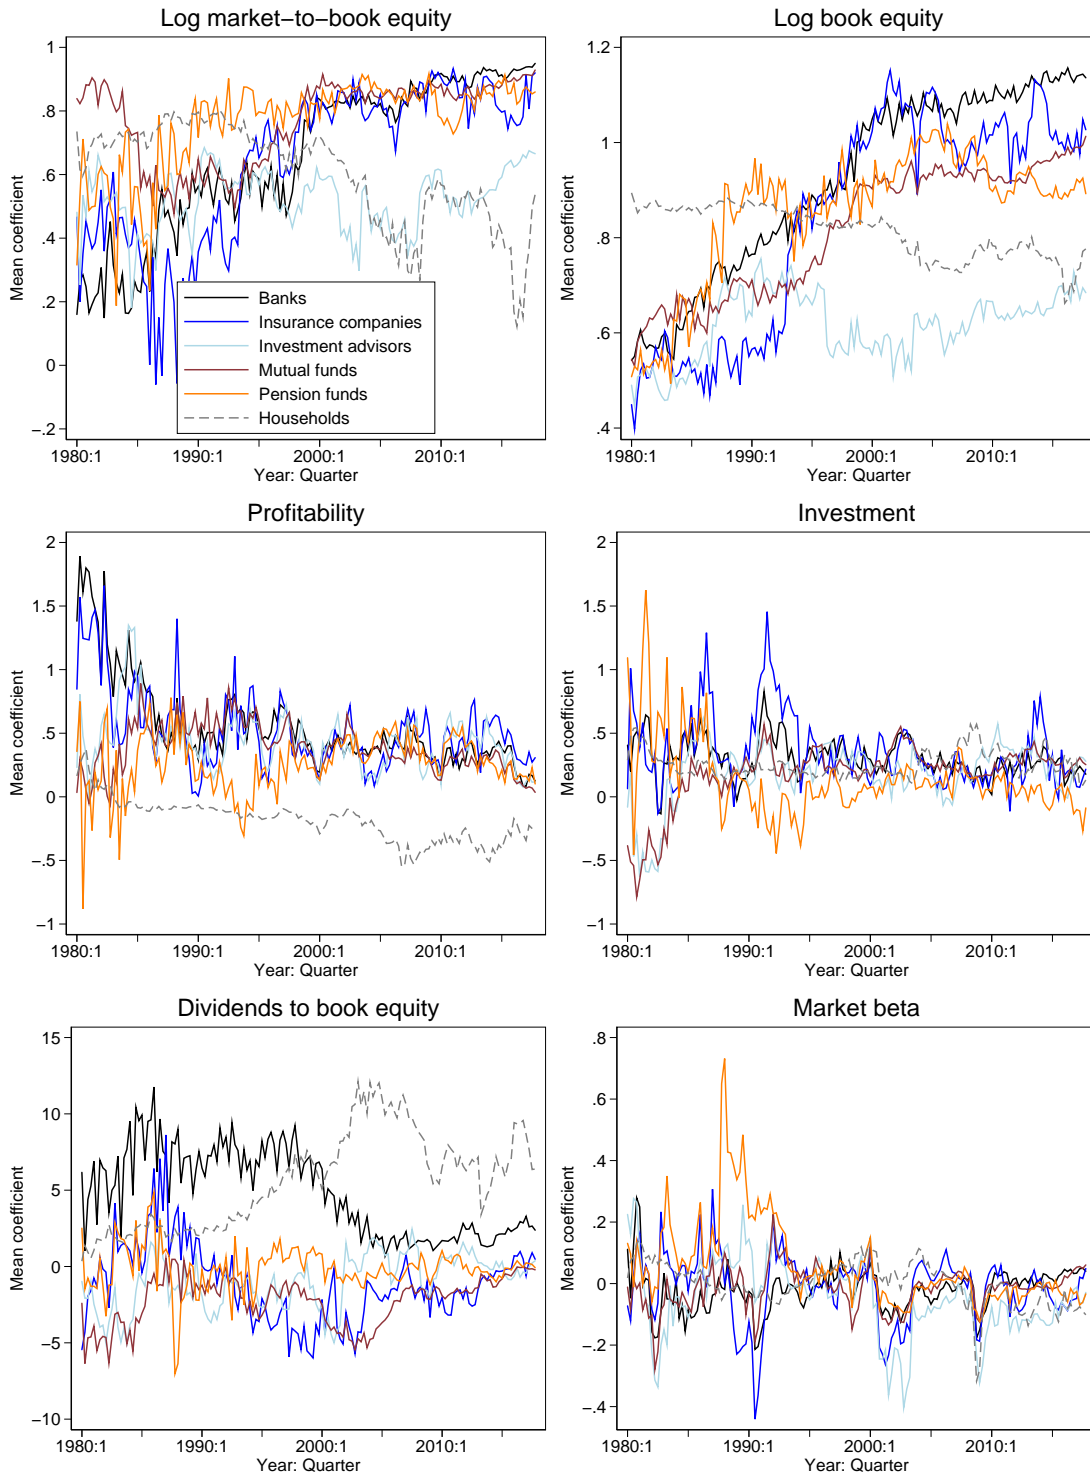 Log market−to−book equity
Mean coefficient
1
.8
.6
.4
.2
0
−.2
Banks
Insurance companies
Investment advisors
Mutual funds
Pension funds
Households
1980:1 1990:1 2000:1 2010:1
Year: Quarter
Log book equity
Mean coefficient
1.2
1
.8
.6
.4
1980:1 1990:1 2000:1 2010:1
Year: Quarter
Profitability
Mean coefficient
2
1.5
1
.5
0
−.5
−1
1980:1 1990:1 2000:1 2010:1
Year: Quarter
Investment
Mean coefficient
2
1.5
1
.5
0
−.5
−1
1980:1 1990:1 2000:1 2010:1
Year: Quarter
Dividends to book equity
Mean coefficient
15
10
5
0
−5
−10
1980:1 1990:1 2000:1 2010:1
Year: Quarter
Market beta
Mean coefficient
.8
.6
.4
.2
0
−.2
−.4
1980:1 1990:1 2000:1 2010:1
Year: Quarter